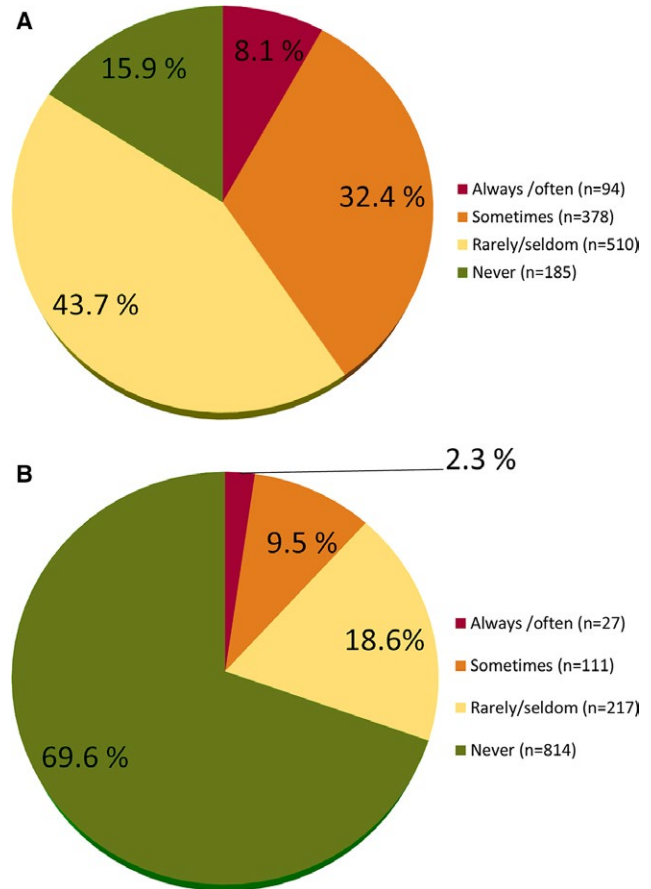 A
8.1 %
15.9 %
32.4 %
43.7 %
Always /often (n=94)
Sometimes (n=378)
Rarely/seldom (n=510)
Never (n=185)
B
2.3 %
9.5 %
18.6%
69.6 %
Always /often (n=27)
Sometimes (n=111)
Rarely/seldom (n=217)
Never (n=814)